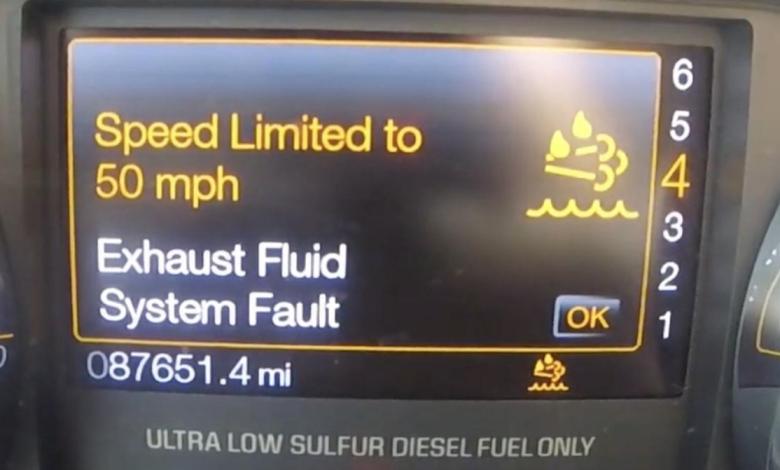 Speed Limited to
50 mph
Exhaust Fluid
System Fault
OK
6
5
4
3
2
1
087651.4 mi
ULTRA LOW SULFUR DIESEL FUEL ONLY